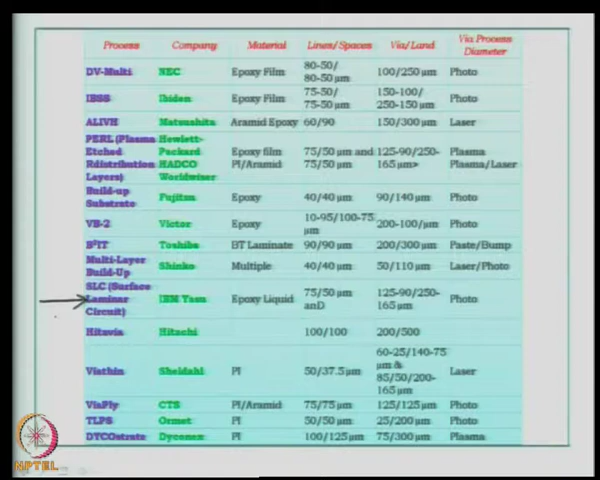 Process Company Material Lines/Spaces Via/Land Via Process Diameter
DV-Multi NEC Epoxy Film 80-50/ 80-50 µm 100/250 µm Photo
IBSS Ibiden Epoxy Film 75-50/ 75-50 µm 150-100/ 250-150 µm Photo
ALIVH Matsushita Aramid Epoxy 60/90 150/300 µm Laser
PERL (Plasma Etched Rdistribution Layers) Hewlett-Packard HADCO Worldwiser Epoxy film PI/Aramid 75/50 µm and 75/50 µm 125-90/250-165 µm> Plasma Plasma/Laser
Build-up Substrate Fujitsu Epoxy 40/40 µm 90/140 µm Photo
VB-2 Victor Epoxy 10-95/100-75 µm 200-100/µm Photo
B²IT Toshiba BT Laminate 90/90 µm 200/300 µm Paste/Bump
Multi-Layer Build-Up Shinko Multiple 40/40 µm 50/110 µm Laser/Photo
SLC (Surface Laminar Circuit) IBM Yasu Epoxy Liquid 75/50 µm anD 125-90/250-165 µm Photo
Hitavia Hitachi 100/100 200/500
Viathin Sheldahl PI 50/37.5 µm 60-25/140-75 µm & 85/50/200-165 µm Laser
ViaPly CTS PI/Aramid 75/75 µm 125/125 µm Photo
TLPS Ormet PI 50/50 µm 25/200 µm Photo
DYCOstrate Dyconex PI 100/125 µm 75/300 µm Plasma
NPTEL